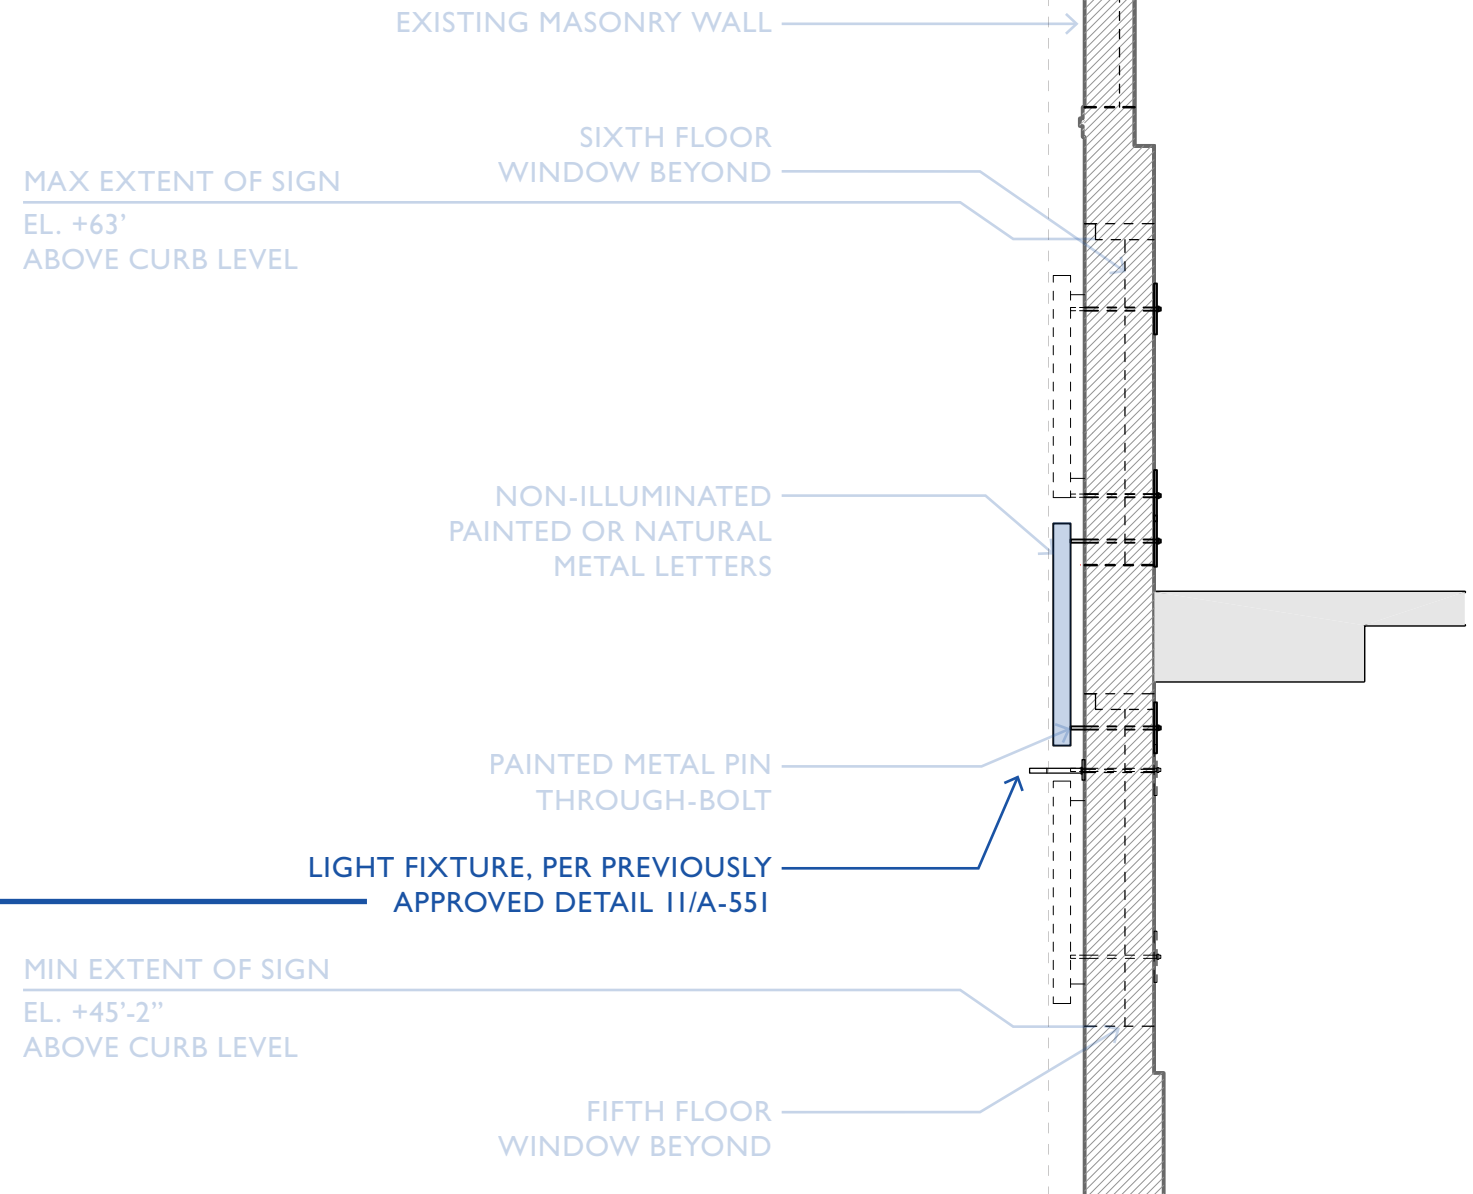 EXISTING MASONRY WALL
SIXTH FLOOR
WINDOW BEYOND
MAX EXTENT OF SIGN
EL. +63’
ABOVE CURB LEVEL
NON-ILLUMINATED
PAINTED OR NATURAL
METAL LETTERS
PAINTED METAL PIN
THROUGH-BOLT
LIGHT FIXTURE, PER PREVIOUSLY
APPROVED DETAIL 11/A-551
MIN EXTENT OF SIGN
EL. +45’-2”
ABOVE CURB LEVEL
FIFTH FLOOR
WINDOW BEYOND